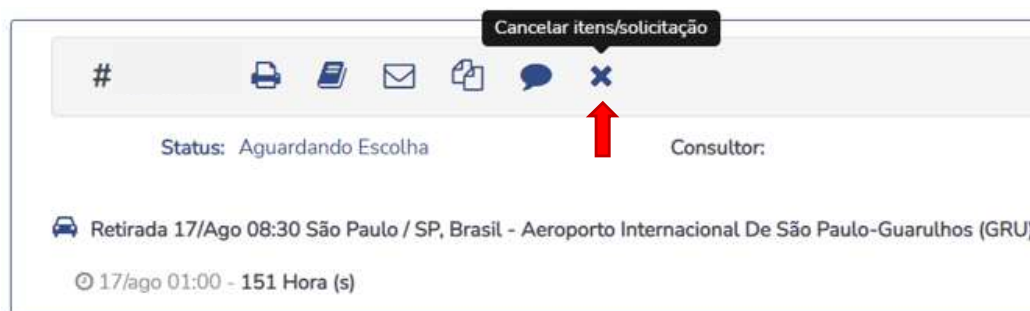 Cancelar itens/solicitação
#
Status: Aguardando Escolha
Consultor:
Retirada 17/Ago 08:30 São Paulo / SP, Brasil - Aeroporto Internacional De São Paulo-Guarulhos (GRU)
17/ago 01:00 - 151 Hora (s)